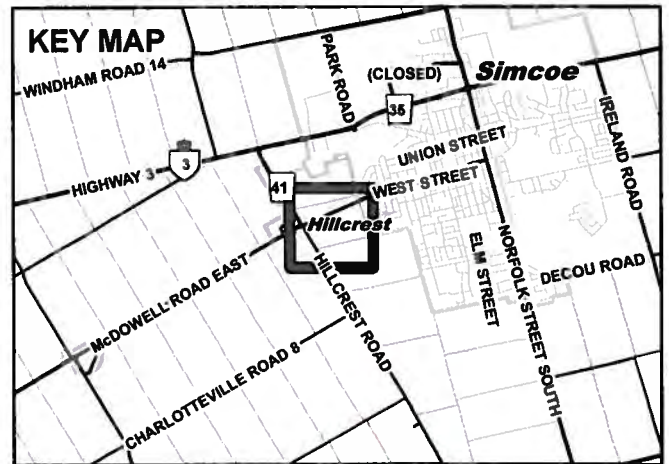 KEY MAP
WINDHAM ROAD 14
PARK ROAD
(CLOSED)
Simcoe
35
IRELAND ROAD
UNION STREET
3
HIGHWAY 3
41
WEST STREET
Hillcrest
McDOWELL ROAD EAST
HILLCREST ROAD
ELM STREET
NORFOLK STREET SOUTH
DECOU ROAD
CHARLOTTEVILLE ROAD 8